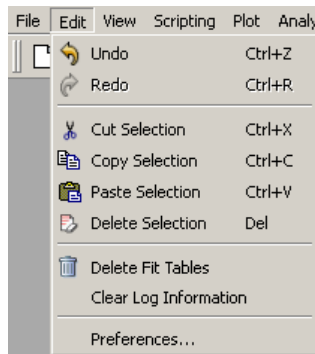 File Edit View Scripting Plot Analy
Undo Ctrl+Z
Redo Ctrl+R
Cut Selection Ctrl+X
Copy Selection Ctrl+C
Paste Selection Ctrl+V
Delete Selection Del
Delete Fit Tables
Clear Log Information
Preferences...